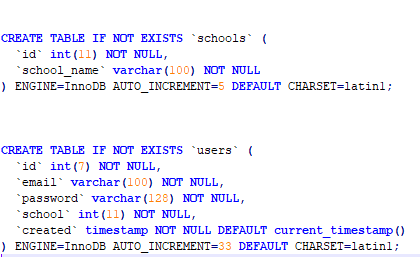 CREATE TABLE IF NOT EXISTS `schools` (
  `id` int(11) NOT NULL,
  `school_name` varchar(100) NOT NULL
) ENGINE=InnoDB AUTO_INCREMENT=5 DEFAULT CHARSET=latin1;
CREATE TABLE IF NOT EXISTS `users` (
  `id` int(7) NOT NULL,
  `email` varchar(100) NOT NULL,
  `password` varchar(128) NOT NULL,
  `school` int(11) NOT NULL,
  `created` timestamp NOT NULL DEFAULT current_timestamp()
) ENGINE=InnoDB AUTO_INCREMENT=33 DEFAULT CHARSET=latin1;